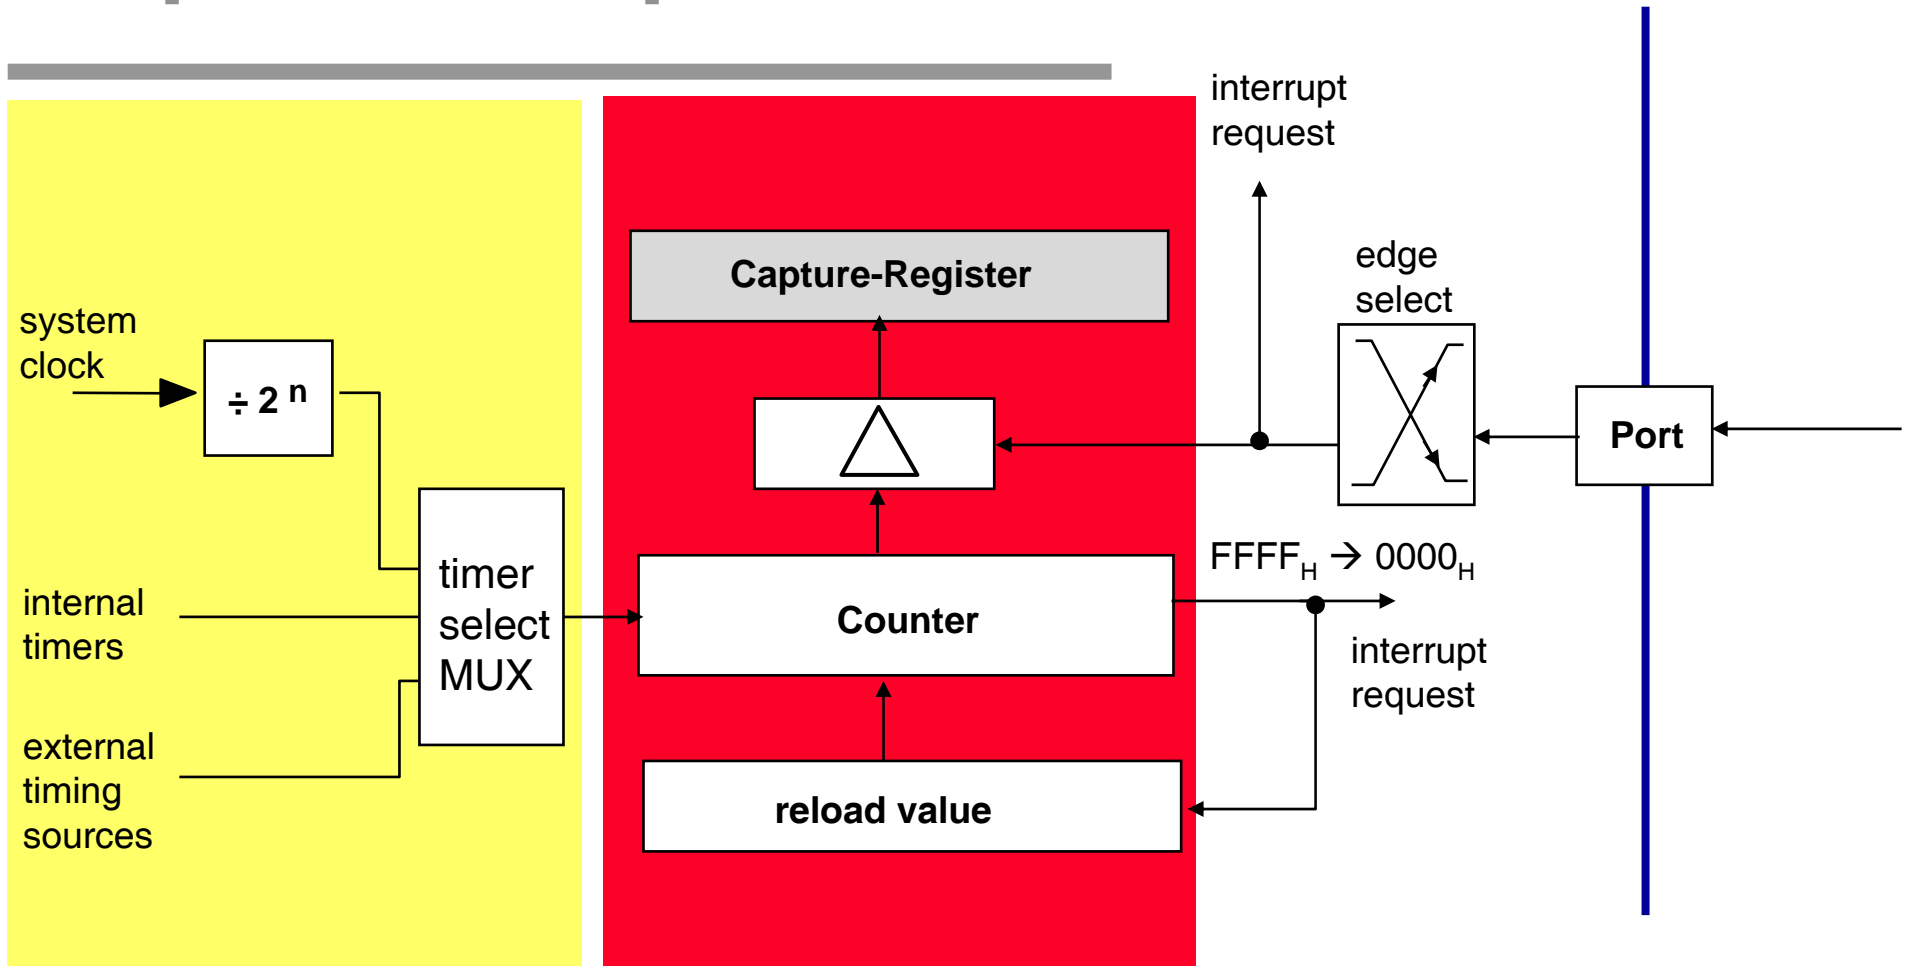 interrupt
request
Capture-Register
edge
select
system
clock
÷ 2 n
Port
timer
select
MUX
FFFFH → 0000H
internal
timers
Counter
interrupt
request
external
timing
sources
reload value